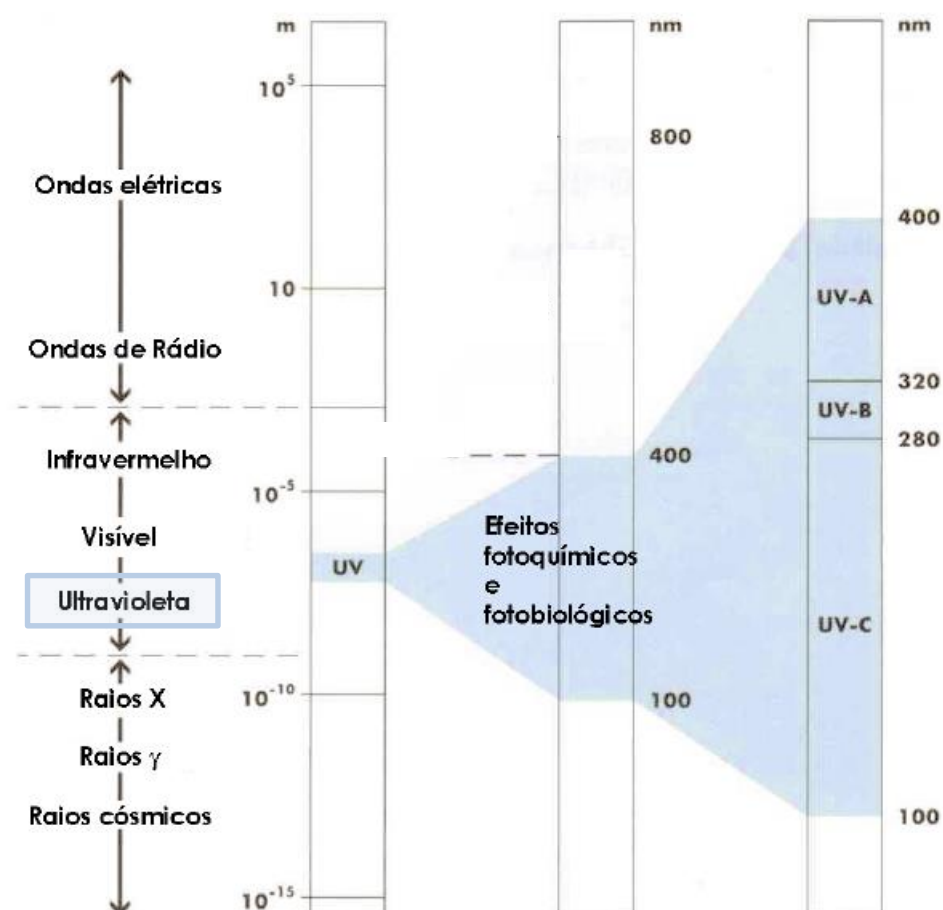 m
nm
nm
10⁵
800
Ondas elétricas
400
10
UV-A
Ondas de Rádio
320
UV-B
280
Infravermelho
400
10⁻⁵
Efeitos
fotoquímicos
e
fotobiológicos
Visível
UV
Ultravioleta
UV-C
Raios X
10⁻¹⁰
100
Raios γ
Raios cósmicos
100
10⁻¹⁵